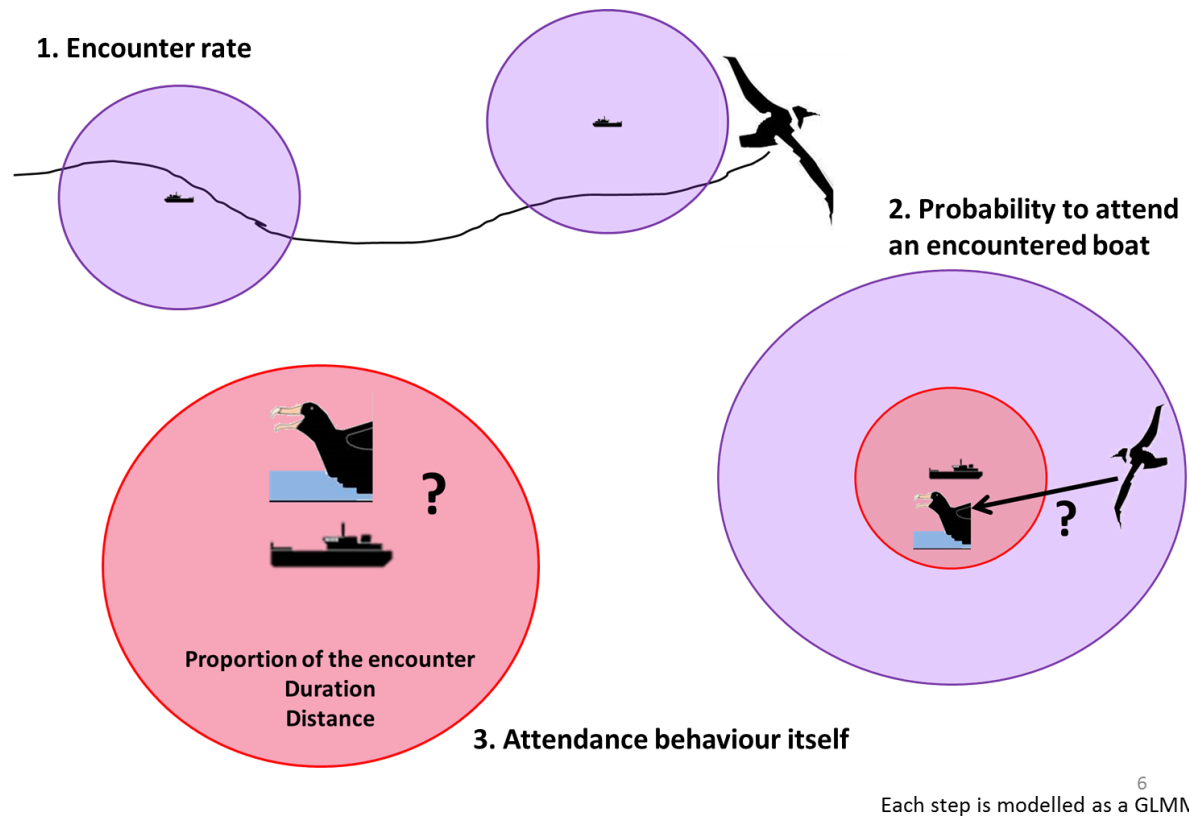 1. Encounter rate
2. Probability to attend
an encountered boat
?
?
Proportion of the encounter
Duration
Distance
3. Attendance behaviour itself
6
Each step is modelled as a GLMM